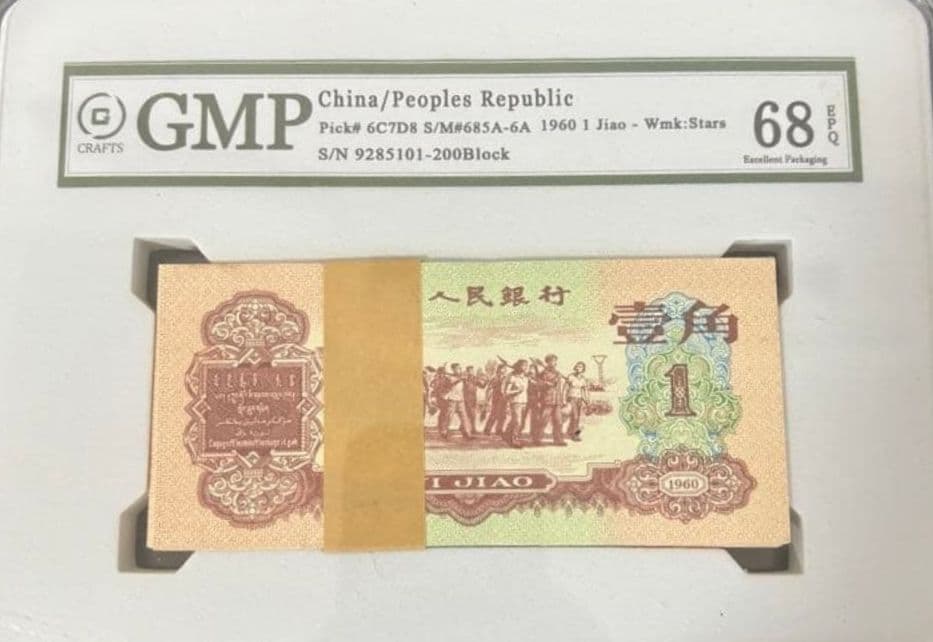 G
CRAFTS
GMP
China/Peoples Republic
Pick# 6C7D8 S/M#685A-6A 1960 1 Jiao - Wmk:Stars
S/N 9285101-200Block
68
EPQ
Excellent Packaging
人民銀行
壹角
1
1 JIAO
1960